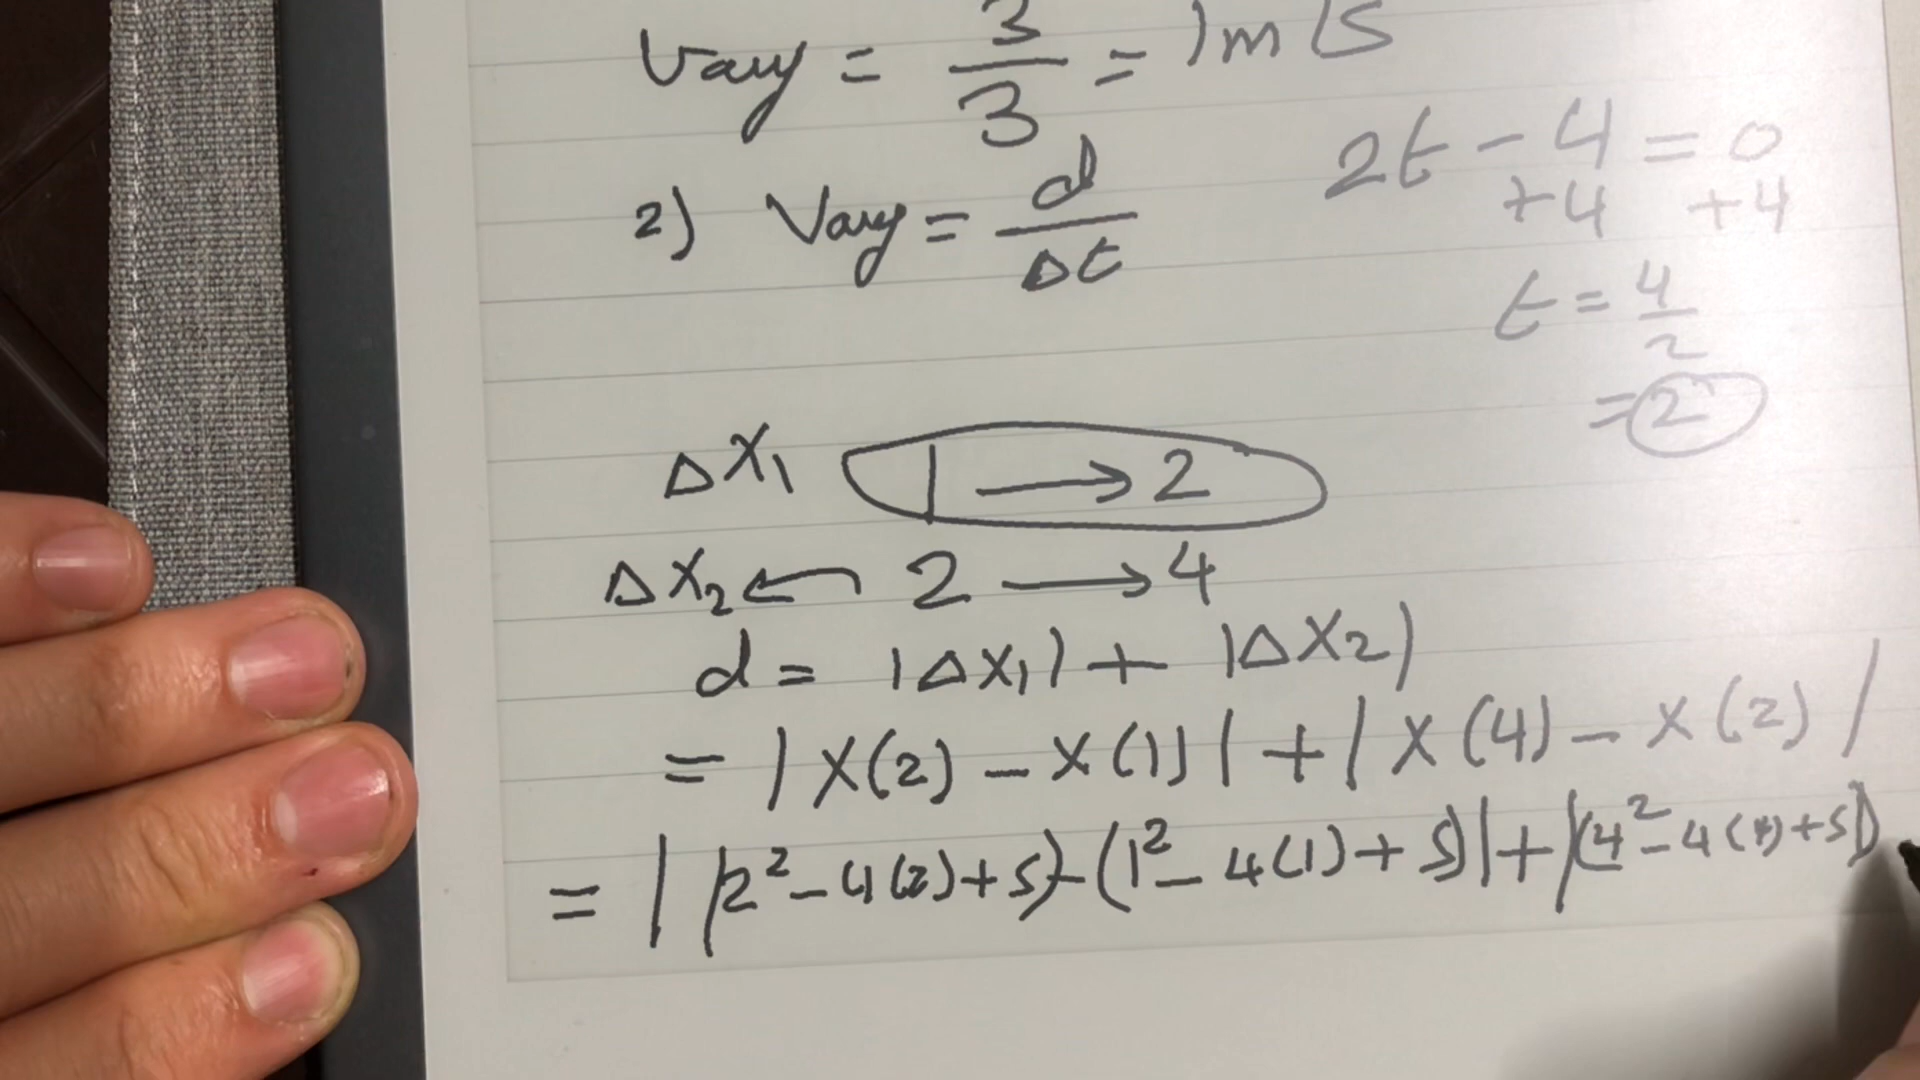 Vavg = 3/3 = 1m/s
2) Vavg = d/Δt
2t - 4 = 0
+4 +4
t = 4/2
= 2
ΔX₁ 1 → 2
ΔX₂ ← 2 → 4
d = |ΔX₁| + |ΔX₂|
= |X(2) - X(1)| + |X(4) - X(2)|
= |(2² - 4(2) + 5) - (1² - 4(1) + 5)| + |(4² - 4(4) + 5)